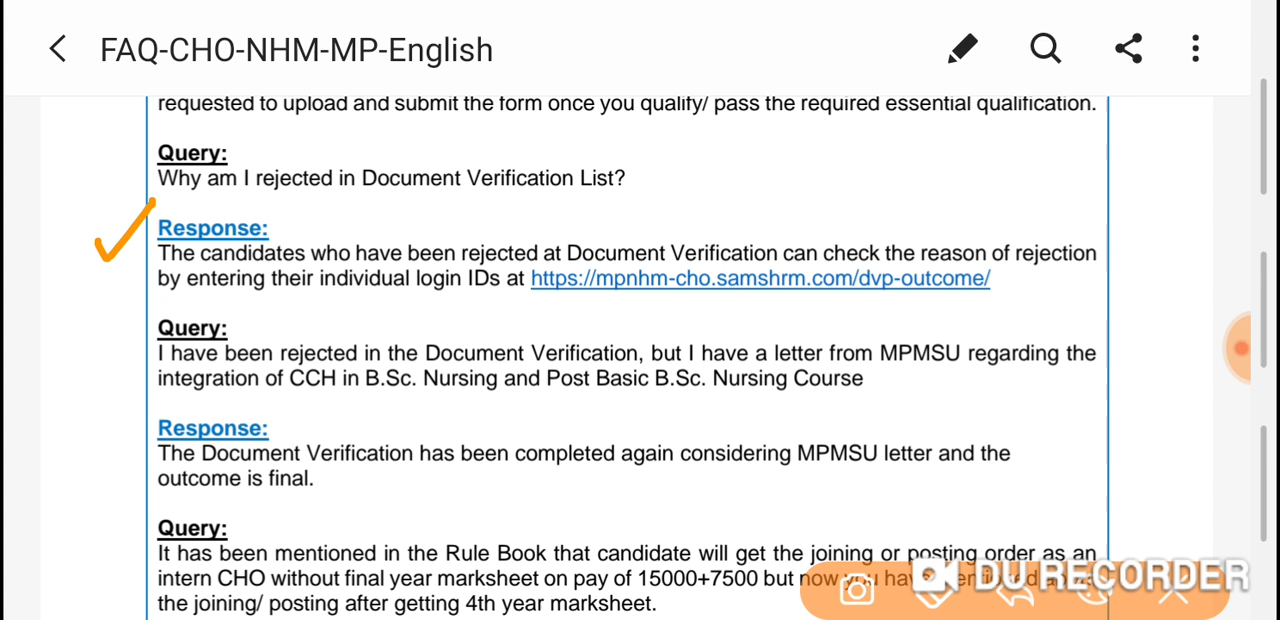 FAQ-CHO-NHM-MP-English
requested to upload and submit the form once you qualify/ pass the required essential qualification.
Query:
Why am I rejected in Document Verification List?
Response:
The candidates who have been rejected at Document Verification can check the reason of rejection
by entering their individual login IDs at https://mpnhm-cho.samshrm.com/dvp-outcome/
Query:
I have been rejected in the Document Verification, but I have a letter from MPMSU regarding the
integration of CCH in B.Sc. Nursing and Post Basic B.Sc. Nursing Course
Response:
The Document Verification has been completed again considering MPMSU letter and the
outcome is final.
Query:
It has been mentioned in the Rule Book that candidate will get the joining or posting order as an
intern CHO without final year marksheet on pay of 15000+7500 but now you have
the joining/ posting after getting 4th year marksheet.
DU RECORDER